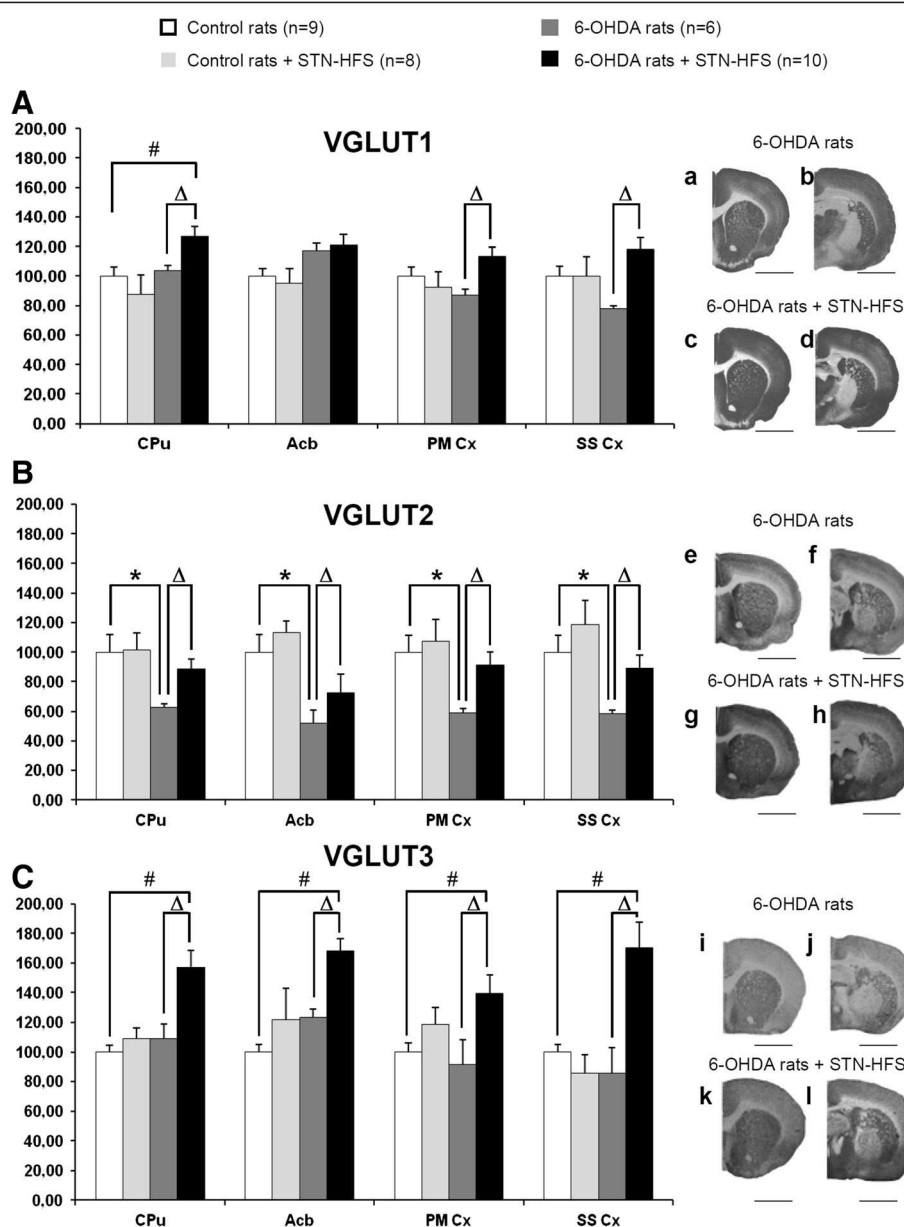 Control rats (n=9)
6-OHDA rats (n=6)
Control rats + STN-HFS (n=8)
6-OHDA rats + STN-HFS (n=10)
A
VGLUT1
200,00
180,00
160,00
140,00
120,00
100,00
80,00
60,00
40,00
20,00
0,00
#
Δ
Δ
Δ
CPu
Acb
PM Cx
SS Cx
6-OHDA rats
a
b
6-OHDA rats + STN-HFS
c
d
B
VGLUT2
200,00
180,00
160,00
140,00
120,00
100,00
80,00
60,00
40,00
20,00
0,00
* Δ
* Δ
* Δ
* Δ
CPu
Acb
PM Cx
SS Cx
6-OHDA rats
e
f
6-OHDA rats + STN-HFS
g
h
C
VGLUT3
200,00
180,00
160,00
140,00
120,00
100,00
80,00
60,00
40,00
20,00
0,00
#
Δ
#
Δ
#
Δ
#
Δ
CPu
Acb
PM Cx
SS Cx
6-OHDA rats
i
j
6-OHDA rats + STN-HFS
k
l